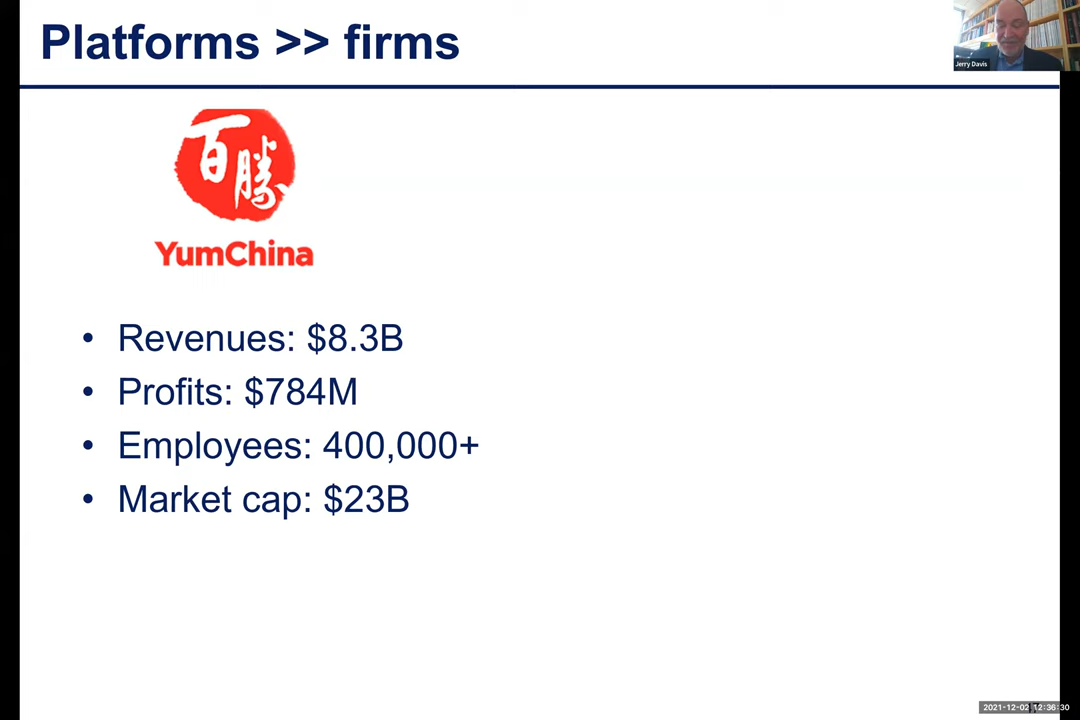 Platforms >> firms
Jerry Davis
百勝
YumChina
• Revenues: $8.3B
• Profits: $784M
• Employees: 400,000+
• Market cap: $23B
2021-12-02 12:36:30